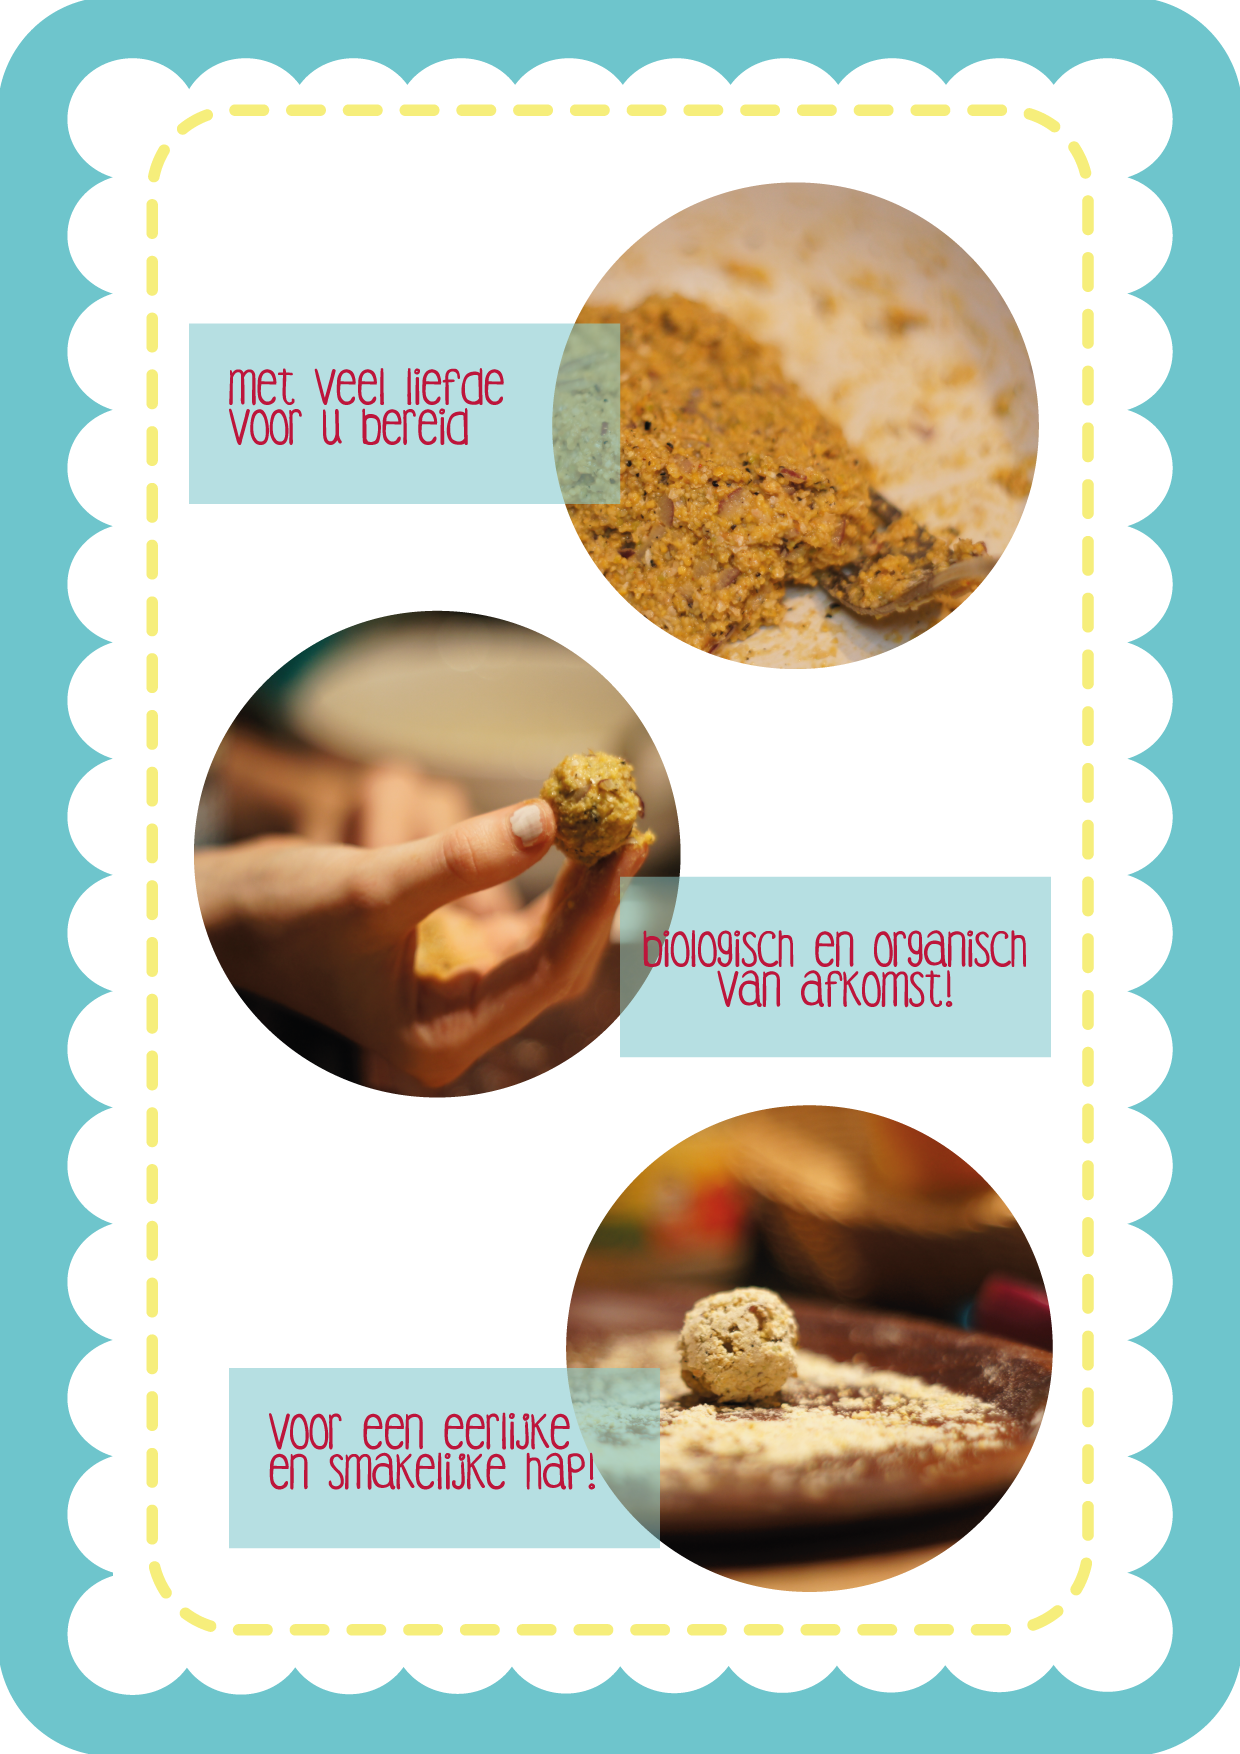 met veel liefde
voor u bereid
biologisch en organisch
van afkomst!
voor een eerlijke
en smakelijke hap!